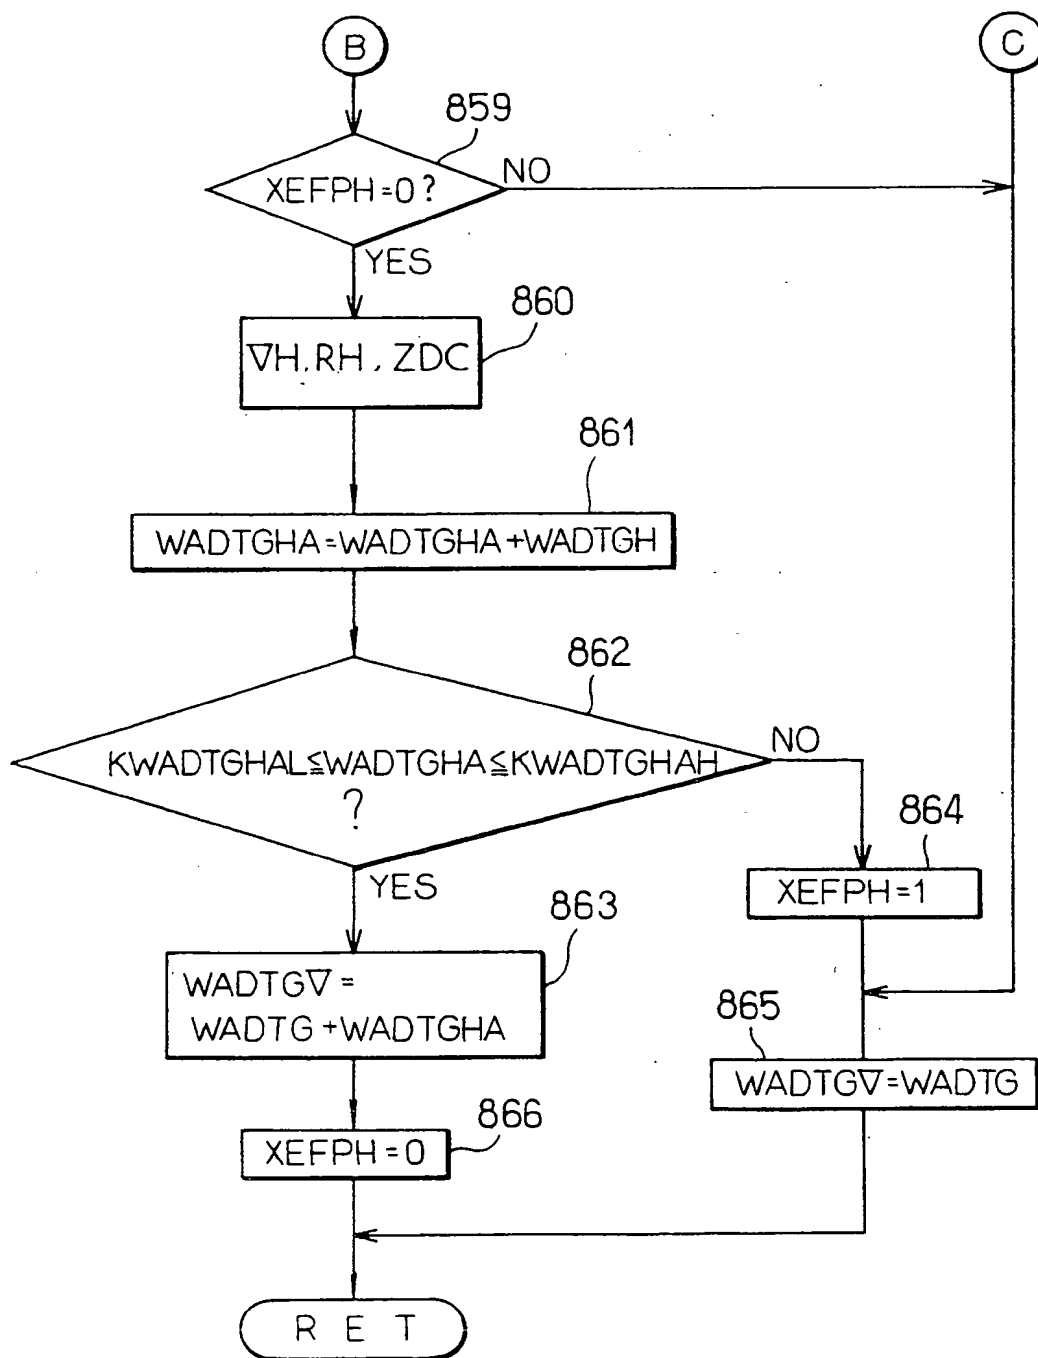 B
C
859
XEFPH=0?
NO
YES
860
∇H, RH, ZDC
861
WADTGHA=WADTGHA+WADTGH
862
KWADTGHAL≦WADTGHA≦KWADTGHAH
?
NO
YES
864
XEFPH=1
863
WADTG∇=
WADTG+WADTGHA
865
WADTG∇=WADTG
866
XEFPH=0
RET